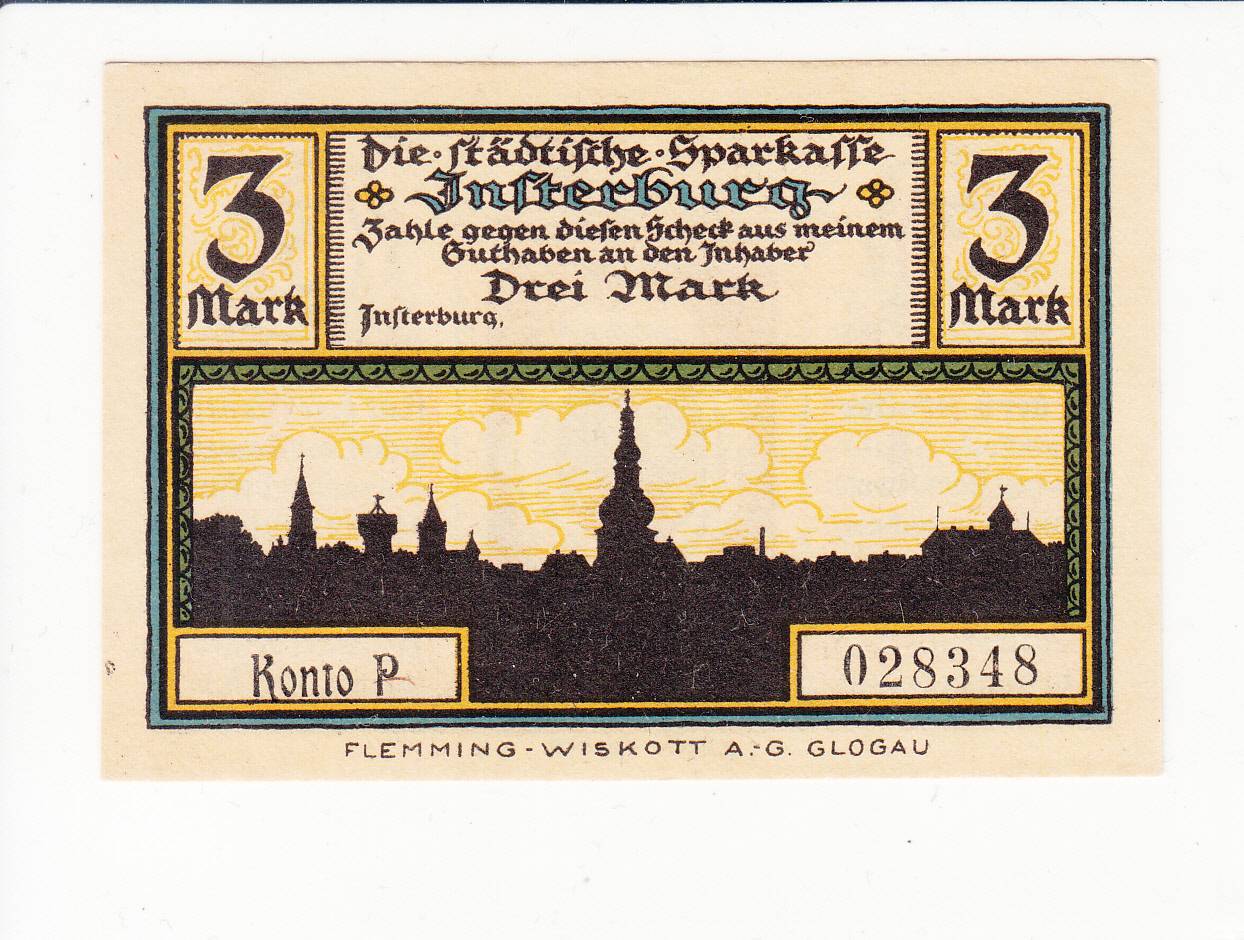 Die·städtische·Sparkasse
Insterburg
Zahle gegen diesen Scheck aus meinem
Guthaben an den Inhaber
Drei Mark
Insterburg,
3
Mark
3
Mark
Konto P
028348
FLEMMING-WISKOTT A.-G. GLOGAU